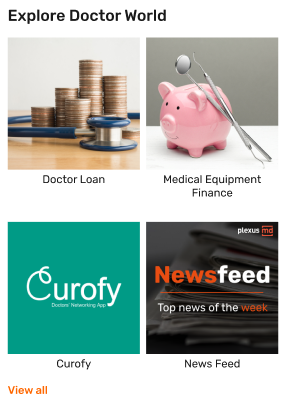 Explore Doctor World
Doctor Loan
Medical Equipment
Finance
Curofy
Doctors' Networking App
Curofy
plexus md
Newsfeed
Top news of the week
News Feed
View all